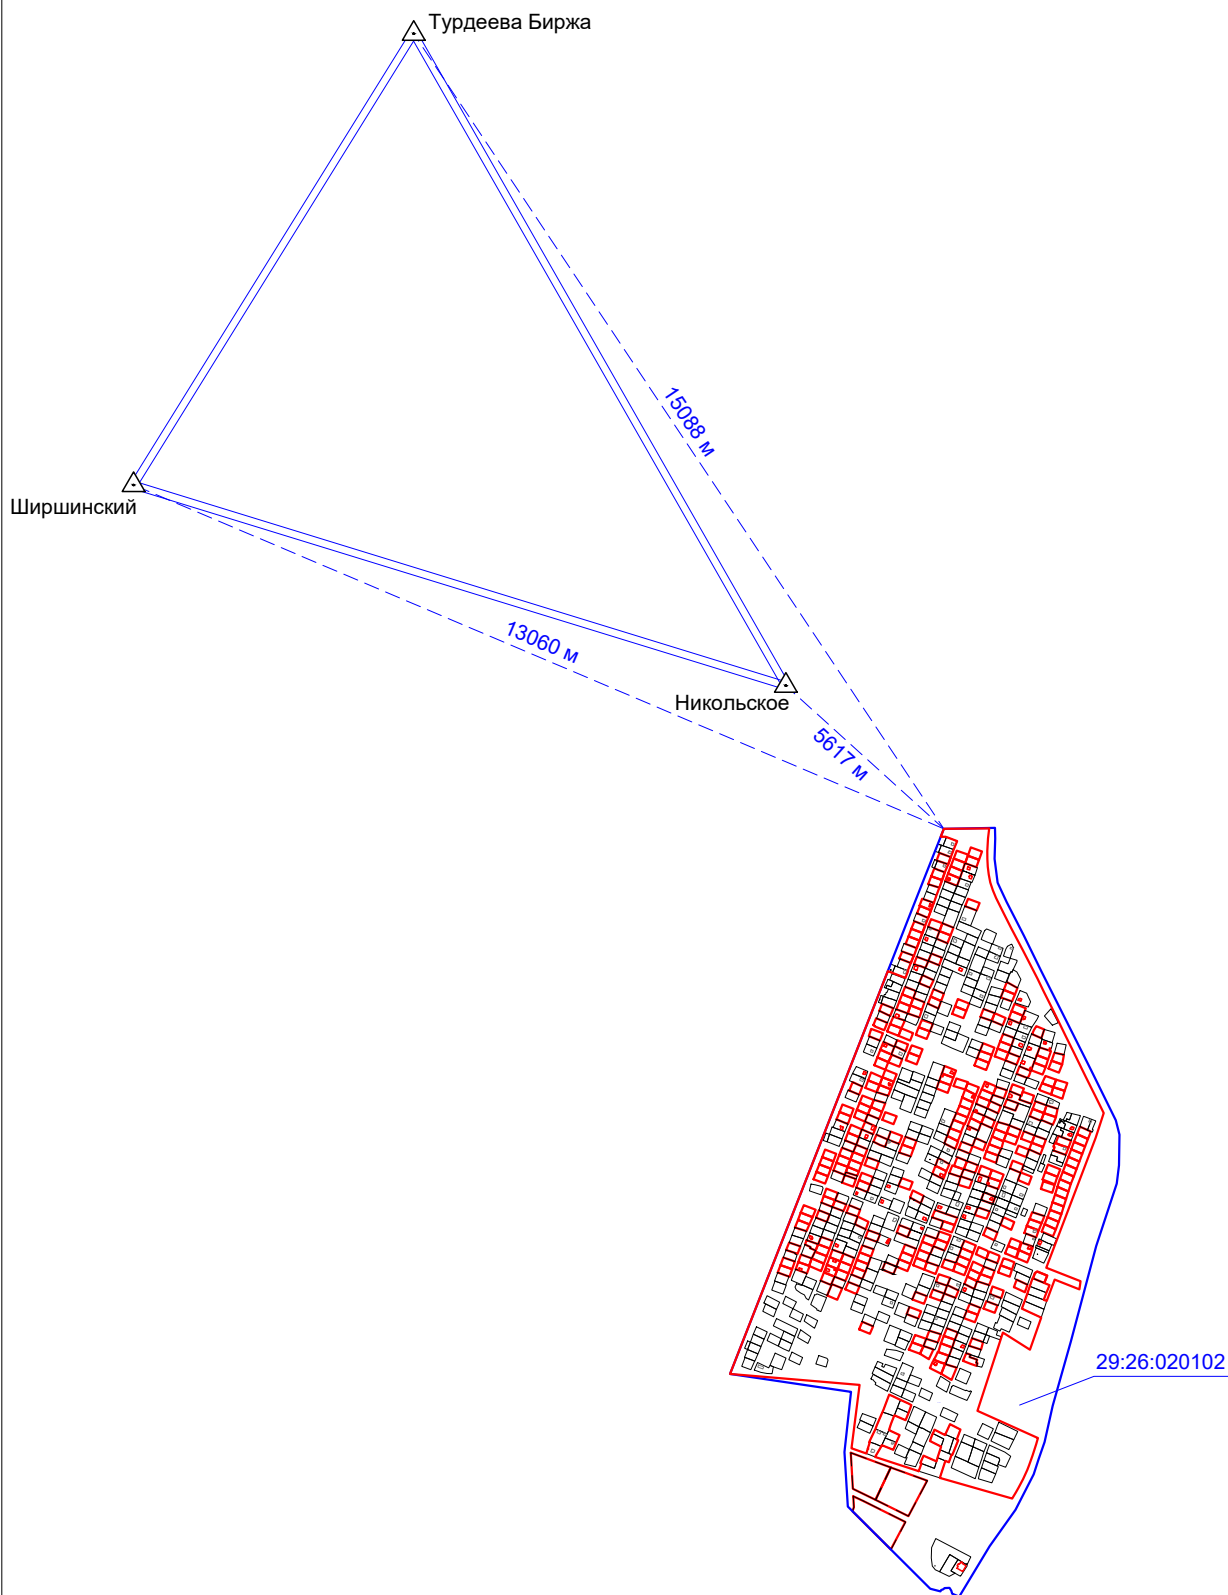 Турдеева Биржа
15088 м
Ширшинский
13060 м
Никольское
5617 м
29:26:020102